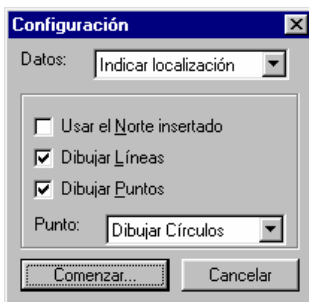 Configuración
Datos: Indicar localización
Usar el Norte insertado
Dibujar Líneas
Dibujar Puntos
Punto: Dibujar Círculos
Comenzar... Cancelar